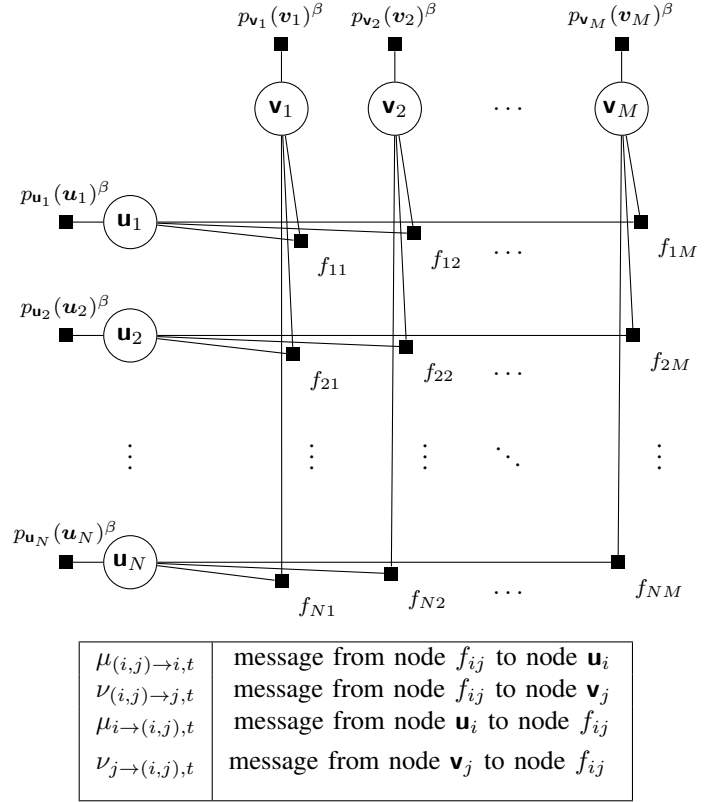 p_{𝐯_1}(𝒗_1)^β p_{𝐯_2}(𝒗_2)^β p_{𝐯_M}(𝒗_M)^β
𝐯_1 𝐯_2 ⋯ 𝐯_M
p_{𝐮_1}(𝒖_1)^β
𝐮_1
f_{11} f_{12} ⋯ f_{1M}
p_{𝐮_2}(𝒖_2)^β
𝐮_2
f_{21} f_{22} ⋯ f_{2M}
⋮ ⋮ ⋮ ⋱ ⋮
p_{𝐮_N}(𝒖_N)^β
𝐮_N
f_{N1} f_{N2} ⋯ f_{NM}
μ_{(i,j)→i,t} message from node f_{ij} to node 𝐮_i
ν_{(i,j)→j,t} message from node f_{ij} to node 𝐯_j
μ_{i→(i,j),t} message from node 𝐮_i to node f_{ij}
ν_{j→(i,j),t} message from node 𝐯_j to node f_{ij}